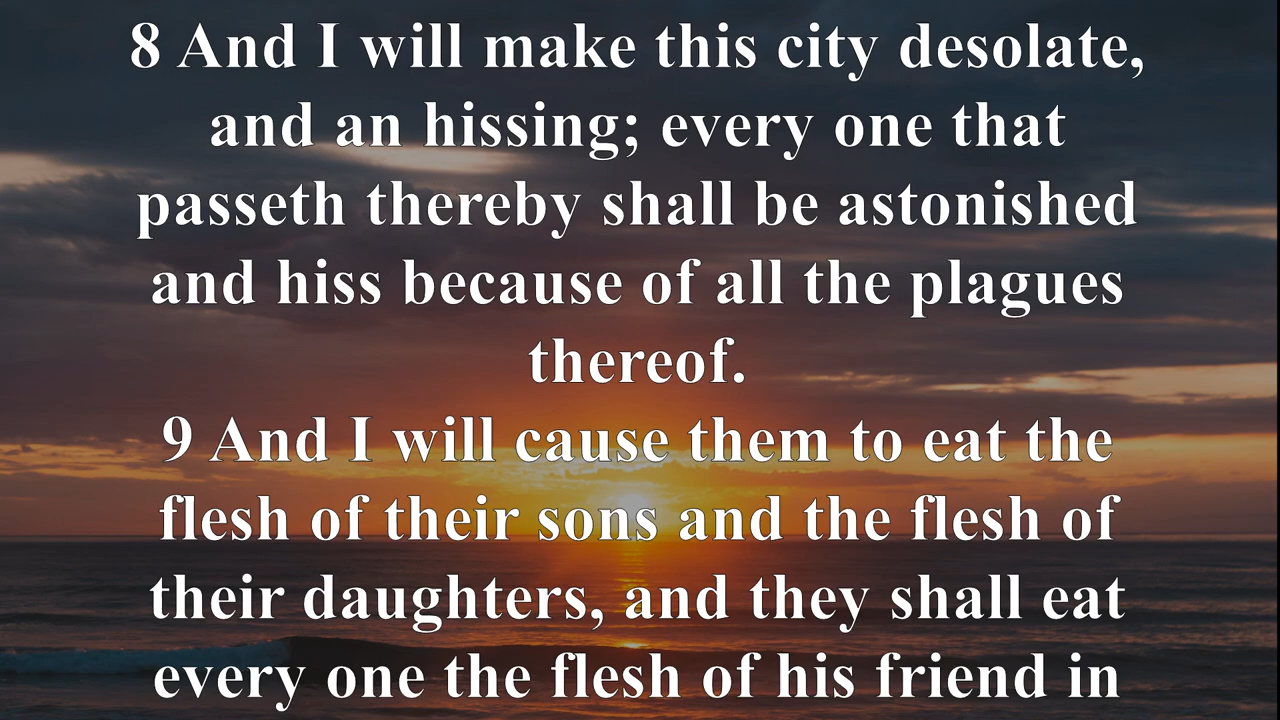 8 And I will make this city desolate,
and an hissing; every one that
passeth thereby shall be astonished
and hiss because of all the plagues
thereof.
9 And I will cause them to eat the
flesh of their sons and the flesh of
their daughters, and they shall eat
every one the flesh of his friend in